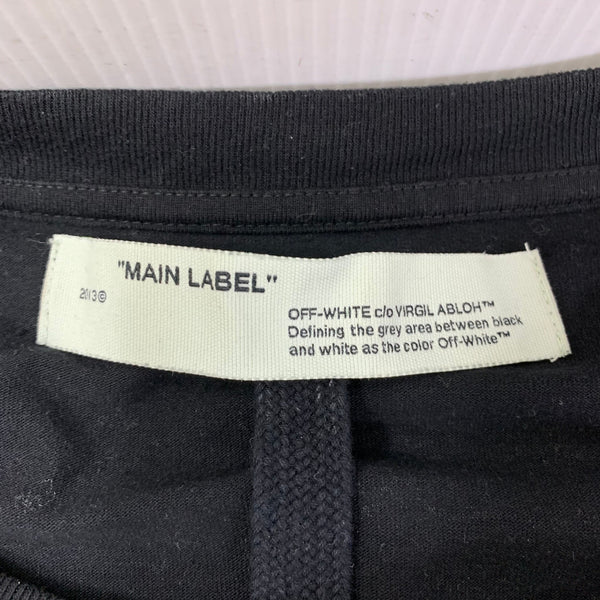 "MAIN LABEL"
2013©
OFF-WHITE c/o VIRGIL ABLOH™
Defining the grey area between black
and white as the color Off-White™